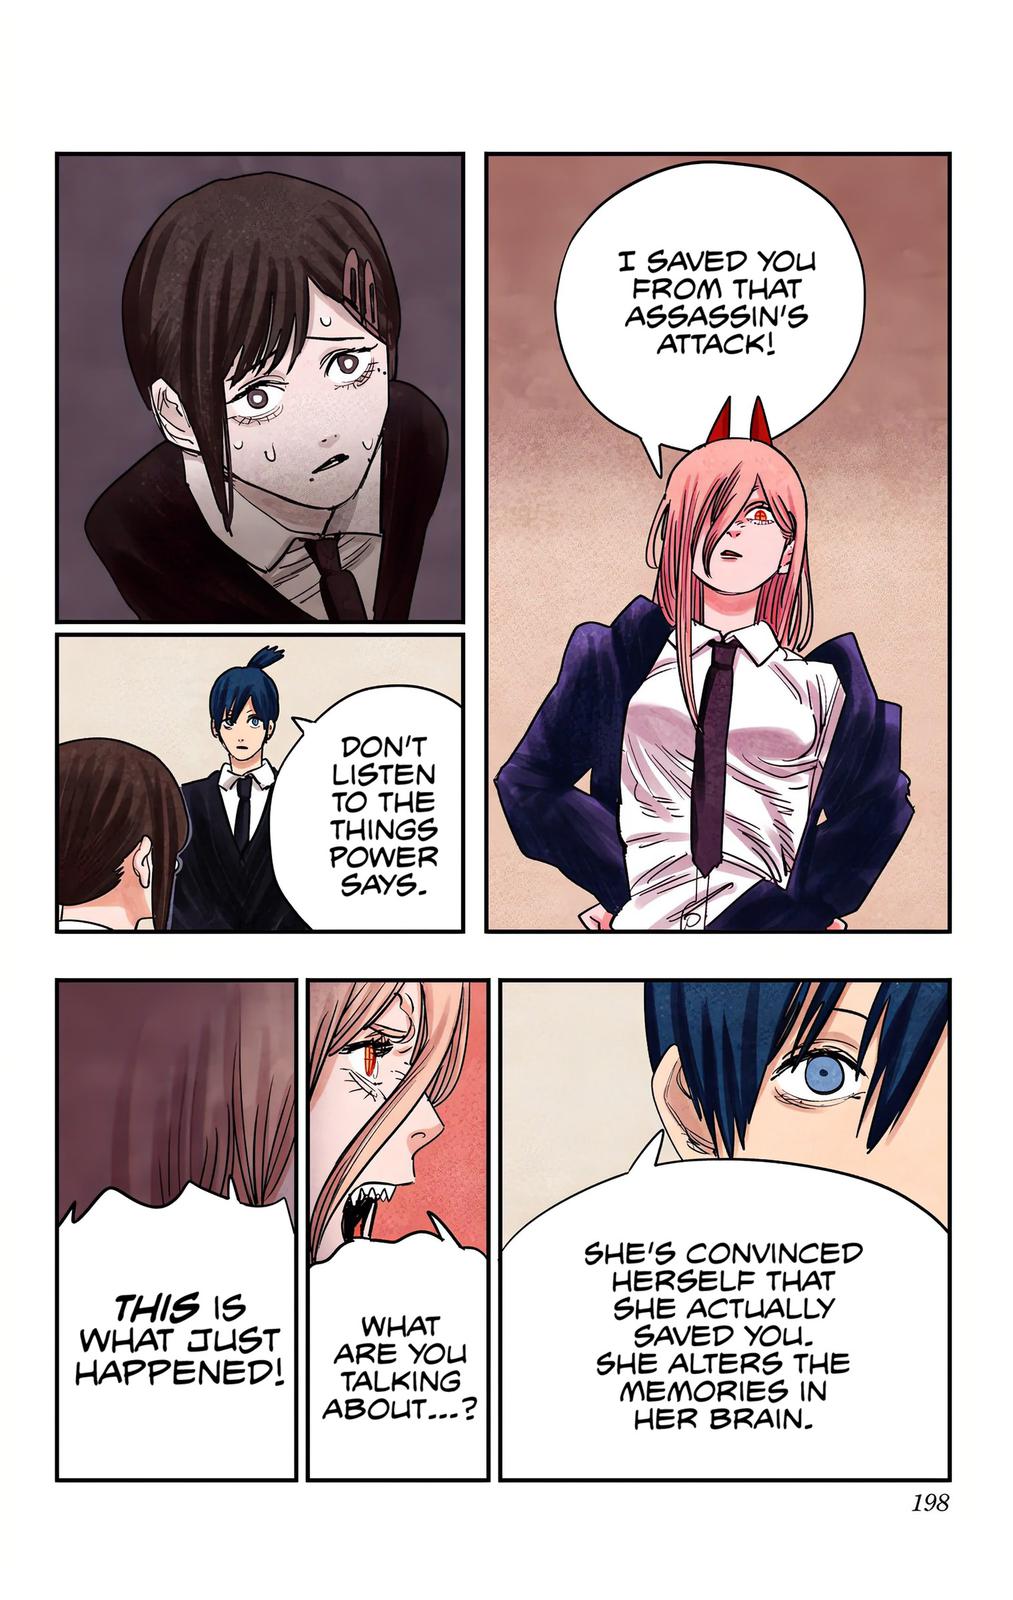 I SAVED YOU
FROM THAT
ASSASSIN'S
ATTACK!
DON'T
LISTEN
TO THE
THINGS
POWER
SAYS.
SHE'S CONVINCED
HERSELF THAT
SHE ACTUALLY
SAVED YOU.
SHE ALTERS THE
MEMORIES IN
HER BRAIN.
WHAT
ARE YOU
TALKING
ABOUT...?
THIS IS
WHAT JUST
HAPPENED!
198